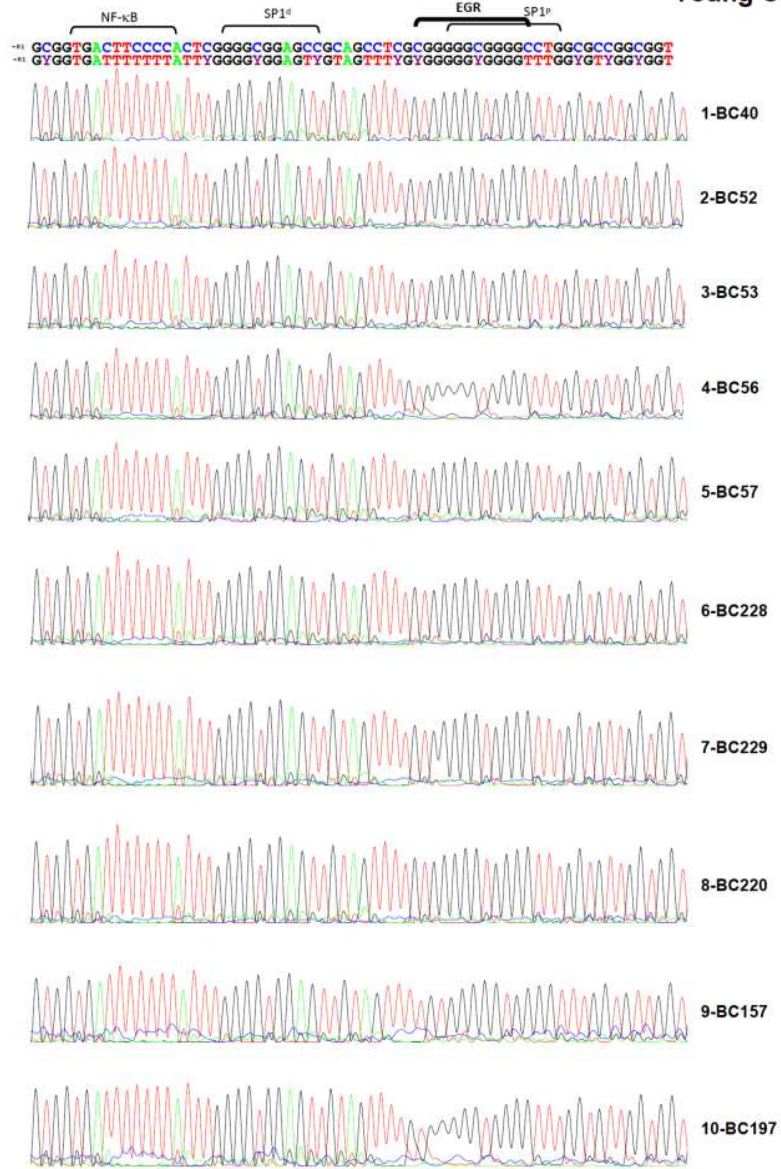 Young
NF-κB SP1ᵈ EGR SP1ᵖ
GCGGTGACTTCCCCACTCGGGGCGGAGCCGCAGCCTCGCGGGGGCGGGGCCTGGCGCCGGCGGT
GYGGTGATTTTTTTATTYGGGGYGGAGTYGTAGTTTYGYGGGGGYGGGGTTTGGYGTYGGYGGT
1-BC40
2-BC52
3-BC53
4-BC56
5-BC57
6-BC228
7-BC229
8-BC220
9-BC157
10-BC197